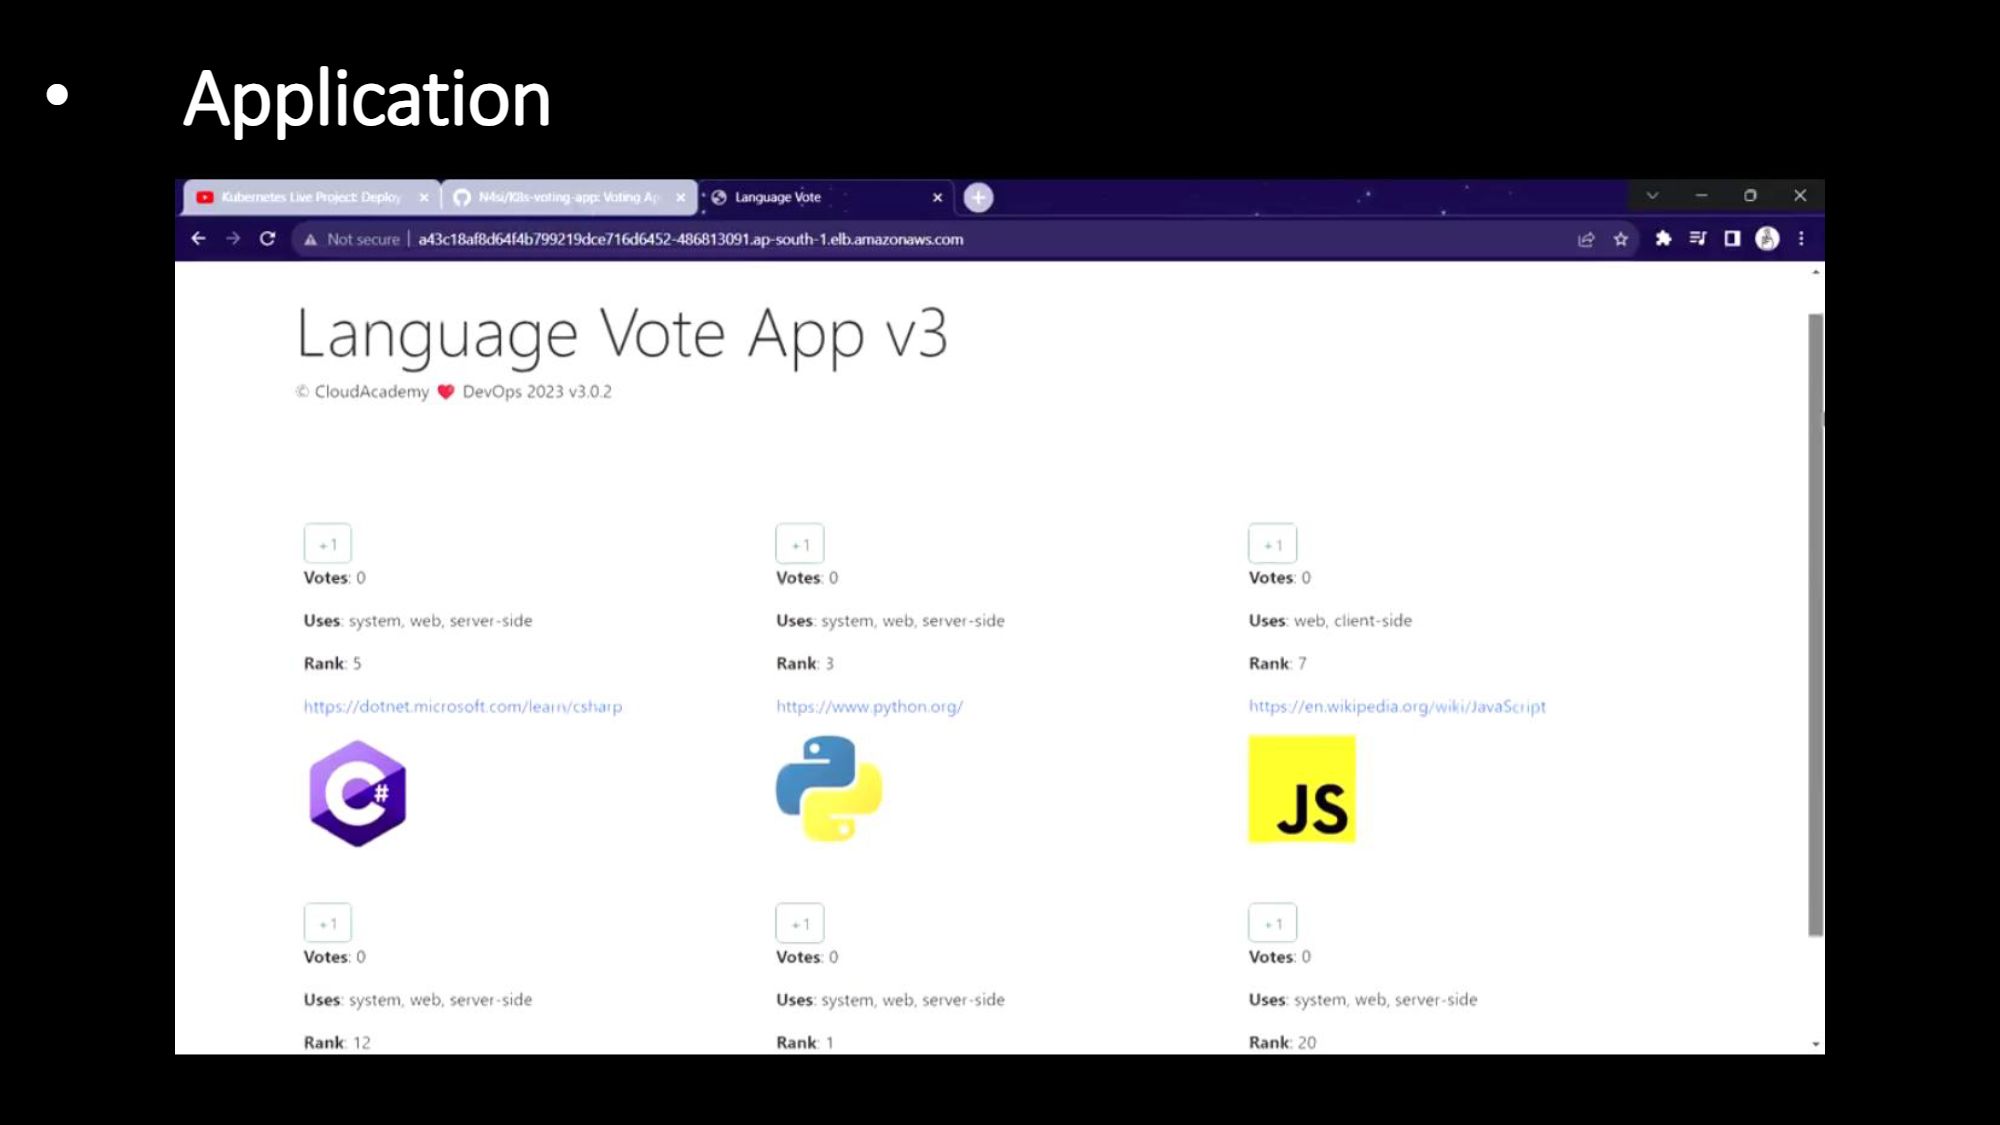 • Application
Kubernetes Live Project: Deploy
N4si/K8s-voting-app: Voting Ap
Language Vote
Not secure | a43c18af8d64f4b799219dce716d6452-486813091.ap-south-1.elb.amazonaws.com
Language Vote App v3
© CloudAcademy ❤ DevOps 2023 v3.0.2
+1 +1 +1
Votes: 0 Votes: 0 Votes: 0
Uses: system, web, server-side Uses: system, web, server-side Uses: web, client-side
Rank: 5 Rank: 3 Rank: 7
https://dotnet.microsoft.com/learn/csharp https://www.python.org/ https://en.wikipedia.org/wiki/JavaScript
C# JS
+1 +1 +1
Votes: 0 Votes: 0 Votes: 0
Uses: system, web, server-side Uses: system, web, server-side Uses: system, web, server-side
Rank: 12 Rank: 1 Rank: 20